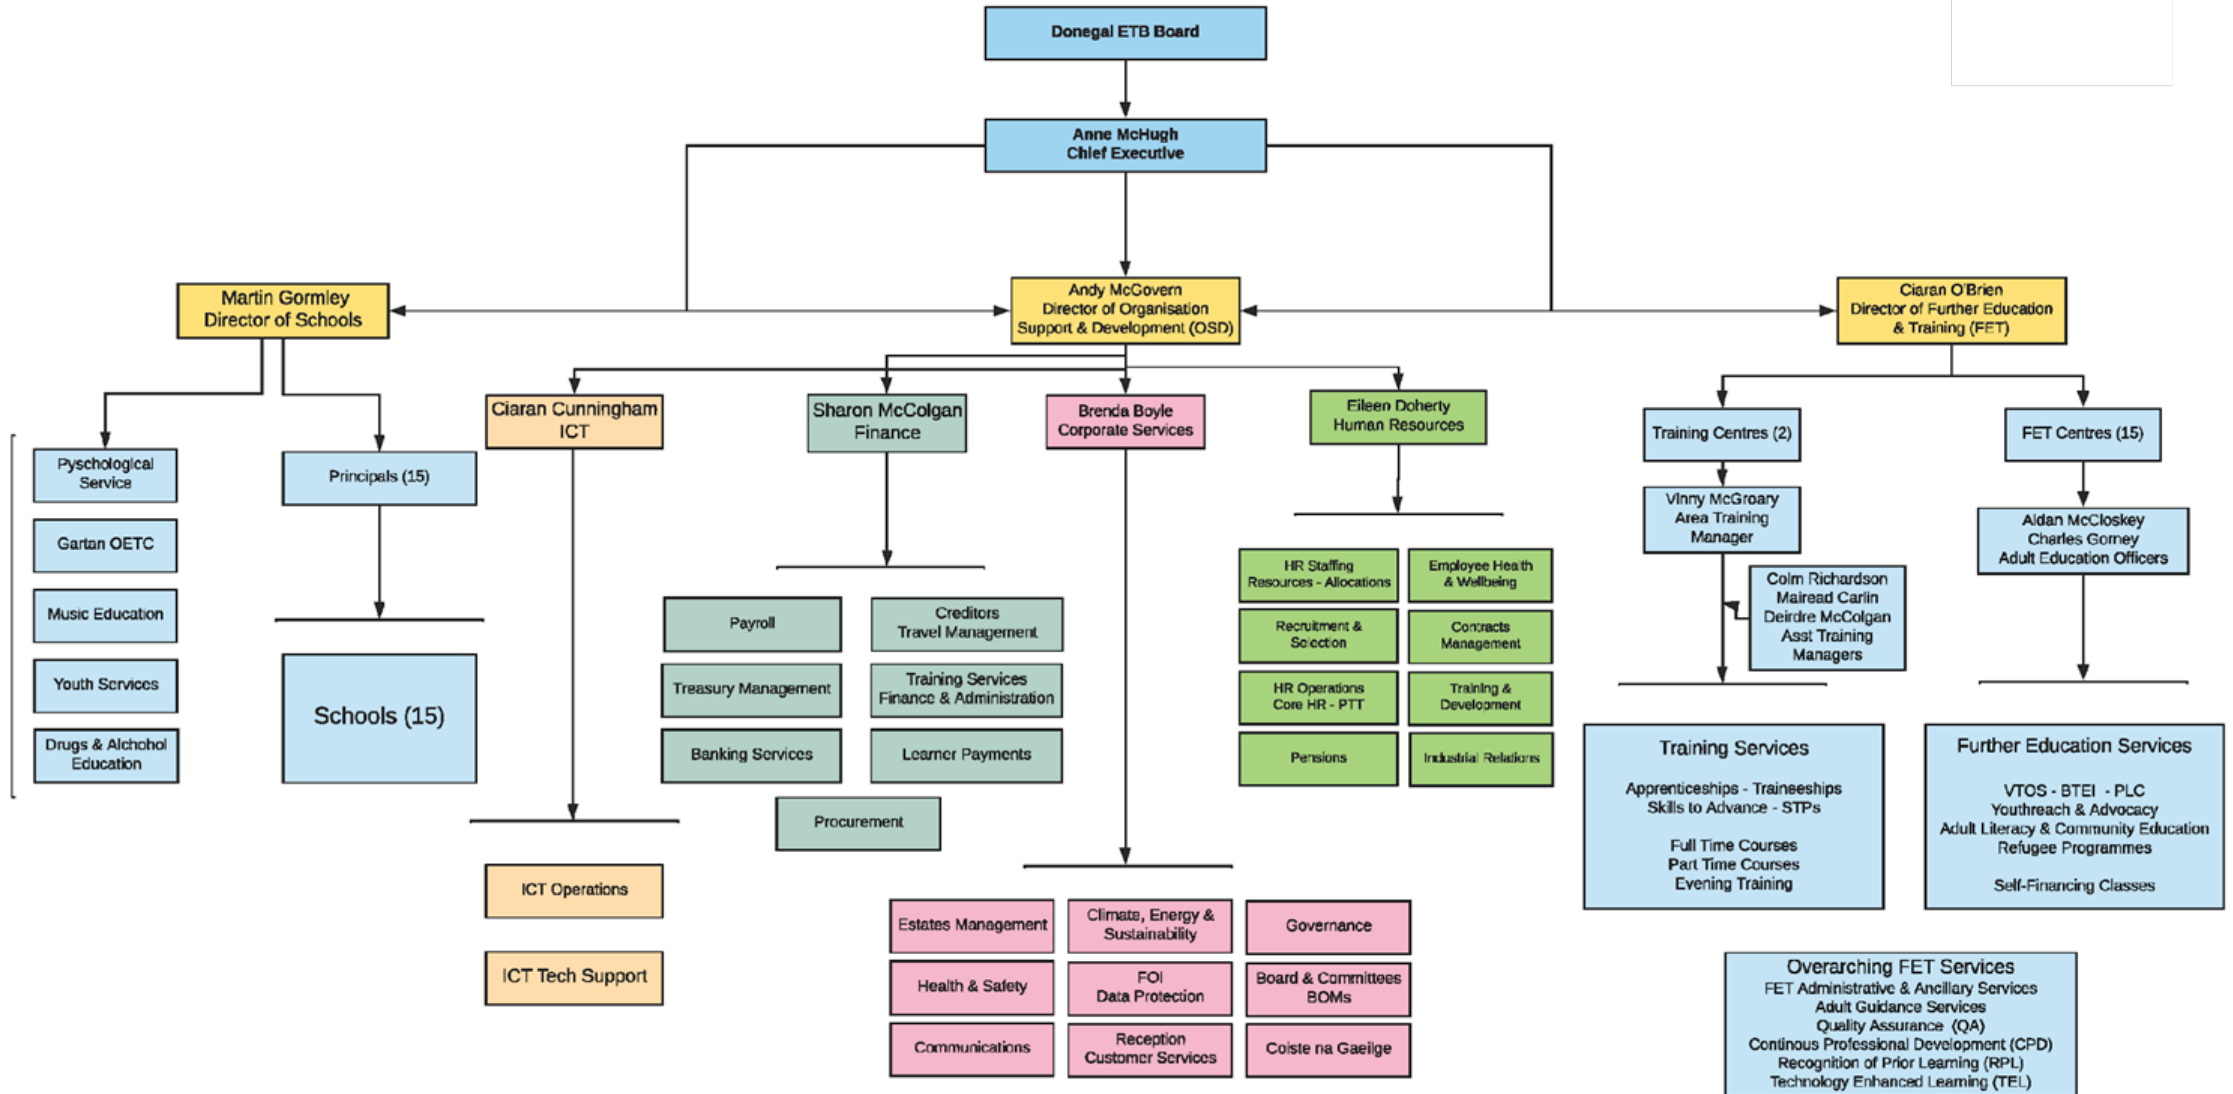 Donegal ETB Board
Anne McHugh
Chief Executive
Martin Gormley
Director of Schools
Andy McGovern
Director of Organisation
Support & Development (OSD)
Ciaran O'Brien
Director of Further Education
& Training (FET)
Pyschological
Service
Gartan OETC
Music Education
Youth Services
Drugs & Alchohol
Education
Principals (15)
Schools (15)
Ciaran Cunningham
ICT
ICT Operations
ICT Tech Support
Sharon McColgan
Finance
Payroll
Creditors
Travel Management
Treasury Management
Training Services
Finance & Administration
Banking Services
Learner Payments
Procurement
Brenda Boyle
Corporate Services
Estates Management
Climate, Energy &
Sustainability
Governance
Health & Safety
FOI
Data Protection
Board & Committees
BOMs
Communications
Reception
Customer Services
Coiste na Gaeilge
Eileen Doherty
Human Resources
HR Staffing
Resources - Allocations
Employee Health
& Wellbeing
Recruitment &
Selection
Contracts
Management
HR Operations
Core HR - PTT
Training &
Development
Pensions
Industrial Relations
Training Centres (2)
Vinny McGroary
Area Training
Manager
Colm Richardson
Mairead Carlin
Deirdre McColgan
Asst Training
Managers
Training Services
Apprenticeships - Traineeships
Skills to Advance - STPs
Full Time Courses
Part Time Courses
Evening Training
FET Centres (15)
Aidan McCloskey
Charles Gorney
Adult Education Officers
Further Education Services
VTOS - BTEI - PLC
Youthreach & Advocacy
Adult Literacy & Community Education
Refugee Programmes
Self-Financing Classes
Overarching FET Services
FET Administrative & Ancillary Services
Adult Guidance Services
Quality Assurance (QA)
Continous Professional Development (CPD)
Recognition of Prior Learning (RPL)
Technology Enhanced Learning (TEL)